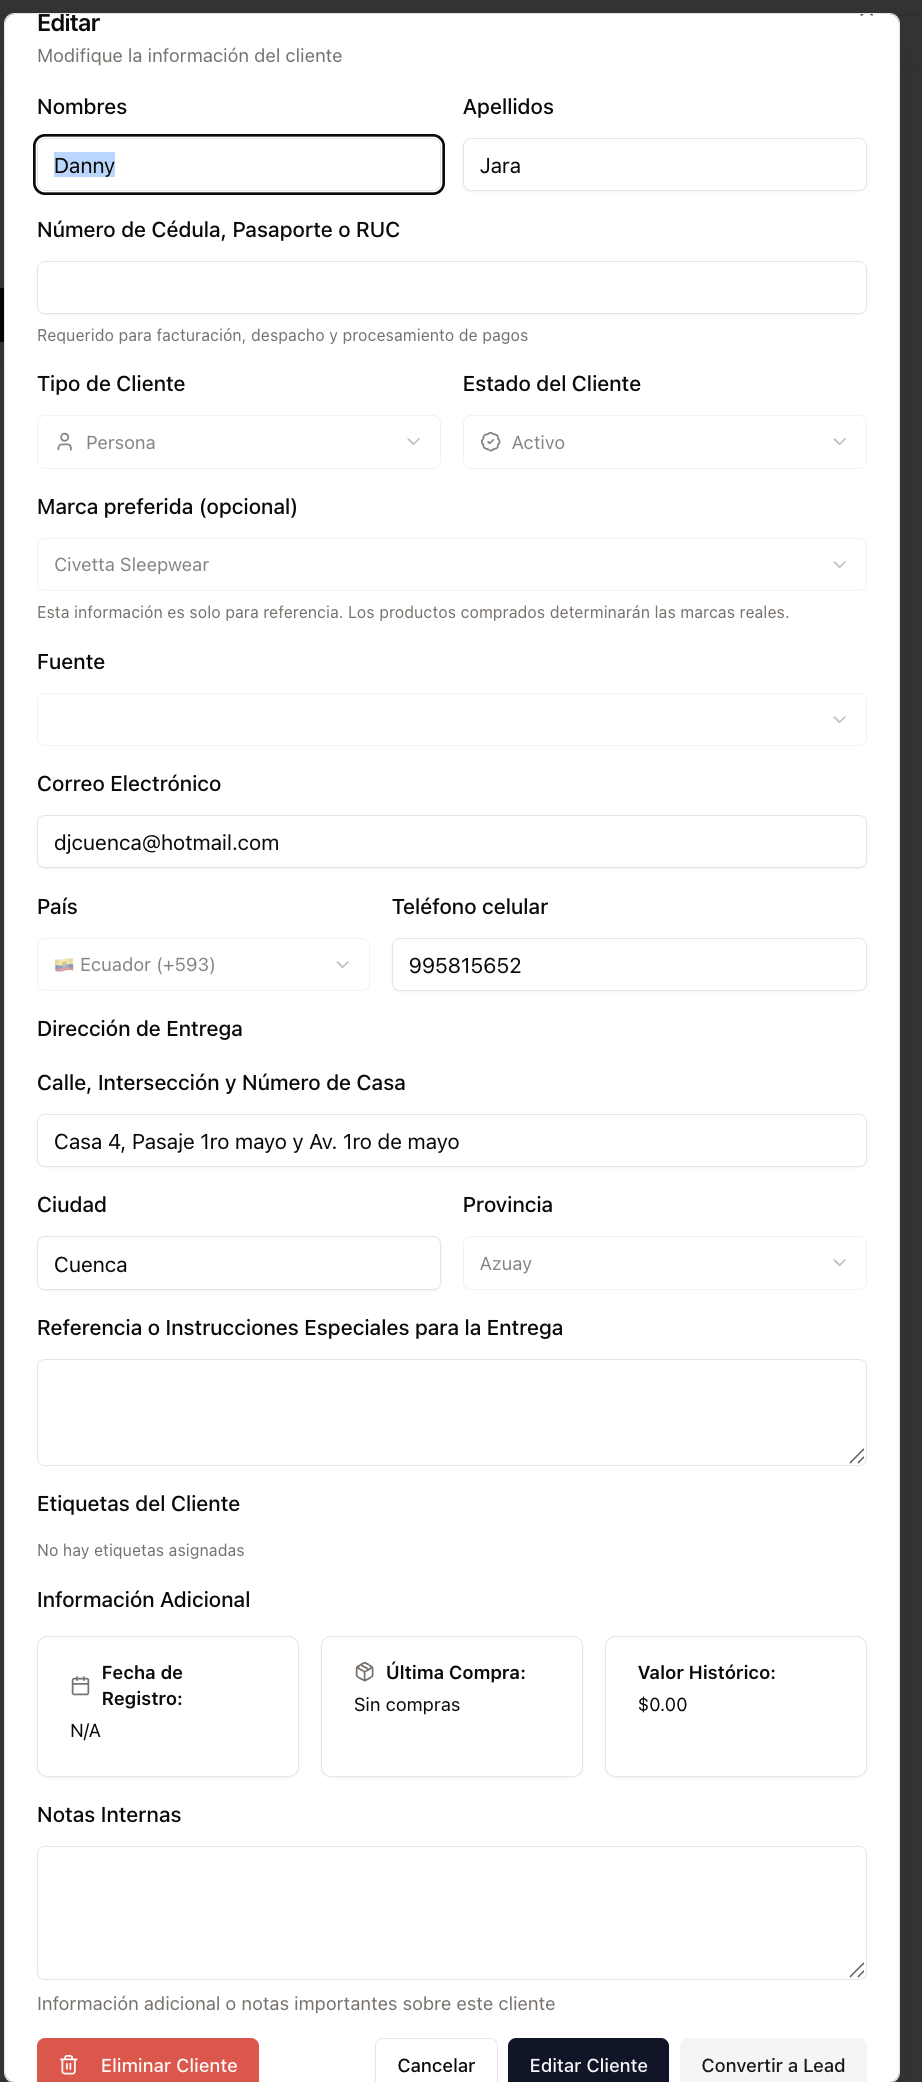 Editar
Modifique la información del cliente
Nombres
Apellidos
Danny
Jara
Número de Cédula, Pasaporte o RUC
Requerido para facturación, despacho y procesamiento de pagos
Tipo de Cliente
Estado del Cliente
Persona
Activo
Marca preferida (opcional)
Civetta Sleepwear
Esta información es solo para referencia. Los productos comprados determinarán las marcas reales.
Fuente
Correo Electrónico
djcuenca@hotmail.com
País
Teléfono celular
🇪🇨 Ecuador (+593)
995815652
Dirección de Entrega
Calle, Intersección y Número de Casa
Casa 4, Pasaje 1ro mayo y Av. 1ro de mayo
Ciudad
Provincia
Cuenca
Azuay
Referencia o Instrucciones Especiales para la Entrega
Etiquetas del Cliente
No hay etiquetas asignadas
Información Adicional
Fecha de
Registro:
N/A
Última Compra:
Sin compras
Valor Histórico:
$0.00
Notas Internas
Información adicional o notas importantes sobre este cliente
Eliminar Cliente
Cancelar
Editar Cliente
Convertir a Lead